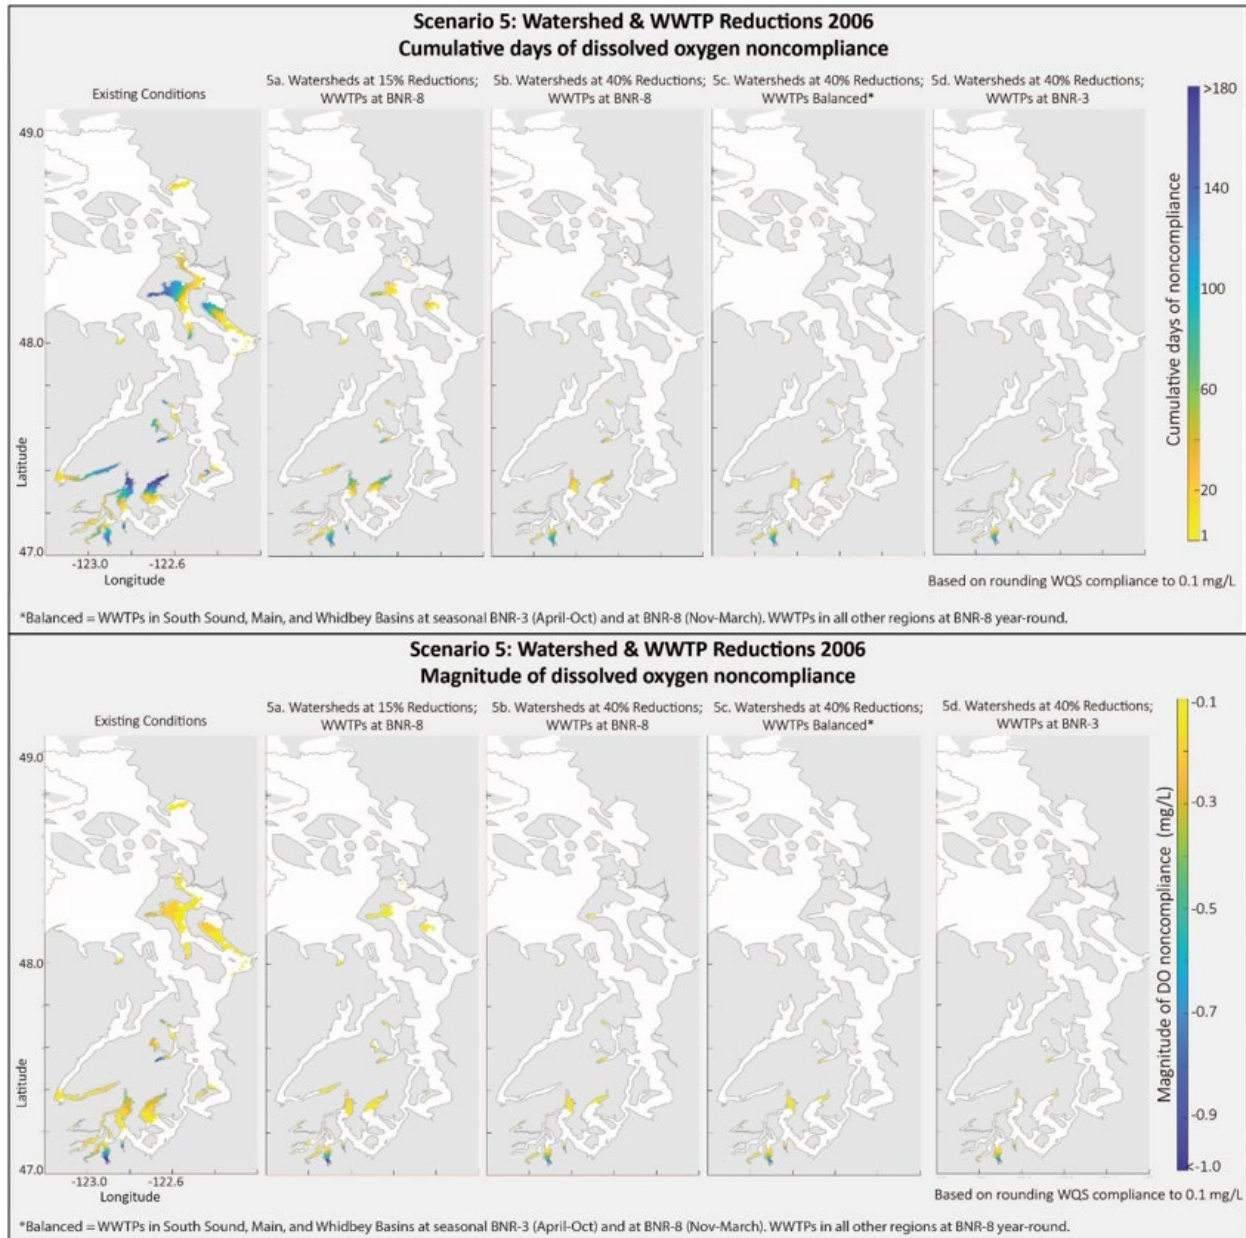 Scenario 5: Watershed & WWTP Reductions 2006
Cumulative days of dissolved oxygen noncompliance
Existing Conditions
5a. Watersheds at 15% Reductions;
WWTPs at BNR-8
5b. Watersheds at 40% Reductions;
WWTPs at BNR-8
5c. Watersheds at 40% Reductions;
WWTPs Balanced*
5d. Watersheds at 40% Reductions;
WWTPs at BNR-3
49.0
48.0
47.0
Latitude
-123.0
-122.6
Longitude
>180
140
100
60
20
1
Cumulative days of noncompliance
Based on rounding WQS compliance to 0.1 mg/L
*Balanced = WWTPs in South Sound, Main, and Whidbey Basins at seasonal BNR-3 (April-Oct) and at BNR-8 (Nov-March). WWTPs in all other regions at BNR-8 year-round.
Scenario 5: Watershed & WWTP Reductions 2006
Magnitude of dissolved oxygen noncompliance
Existing Conditions
5a. Watersheds at 15% Reductions;
WWTPs at BNR-8
5b. Watersheds at 40% Reductions;
WWTPs at BNR-8
5c. Watersheds at 40% Reductions;
WWTPs Balanced*
5d. Watersheds at 40% Reductions;
WWTPs at BNR-3
49.0
48.0
47.0
Latitude
-123.0
-122.6
Longitude
-0.1
-0.3
-0.5
-0.7
-0.9
<-1.0
Magnitude of DO noncompliance (mg/L)
Based on rounding WQS compliance to 0.1 mg/L
*Balanced = WWTPs in South Sound, Main, and Whidbey Basins at seasonal BNR-3 (April-Oct) and at BNR-8 (Nov-March). WWTPs in all other regions at BNR-8 year-round.